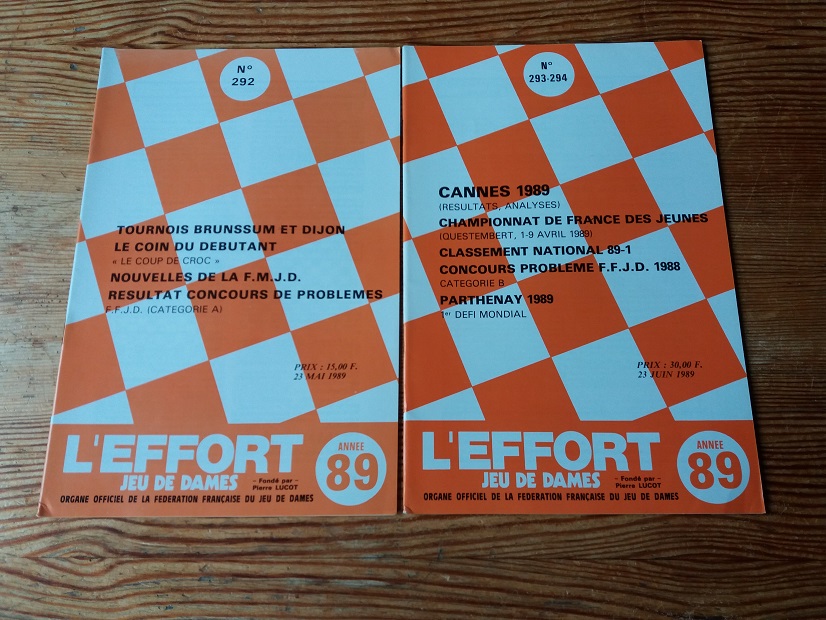 N°
292
TOURNOIS BRUNSSUM ET DIJON
LE COIN DU DEBUTANT
« LE COUP DE CROC »
NOUVELLES DE LA F.M.J.D.
RESULTAT CONCOURS DE PROBLEMES
F.F.J.D. (CATEGORIE A)
PRIX : 15,00 F.
23 MAI 1989
L'EFFORT
JEU DE DAMES
- Fondé par -
Pierre LUCOT
ANNEE
89
ORGANE OFFICIEL DE LA FEDERATION FRANÇAISE DU JEU DE DAMES
N°
293-294
CANNES 1989
(RESULTATS, ANALYSES)
CHAMPIONNAT DE FRANCE DES JEUNES
(QUESTEMBERT, 1-9 AVRIL 1989)
CLASSEMENT NATIONAL 89-1
CONCOURS PROBLEME F.F.J.D. 1988
CATEGORIE B
PARTHENAY 1989
1er DEFI MONDIAL
PRIX : 30,00 F.
23 JUIN 1989
L'EFFORT
JEU DE DAMES
- Fondé par -
Pierre LUCOT
ANNEE
89
ORGANE OFFICIEL DE LA FEDERATION FRANÇAISE DU JEU DE DAMES